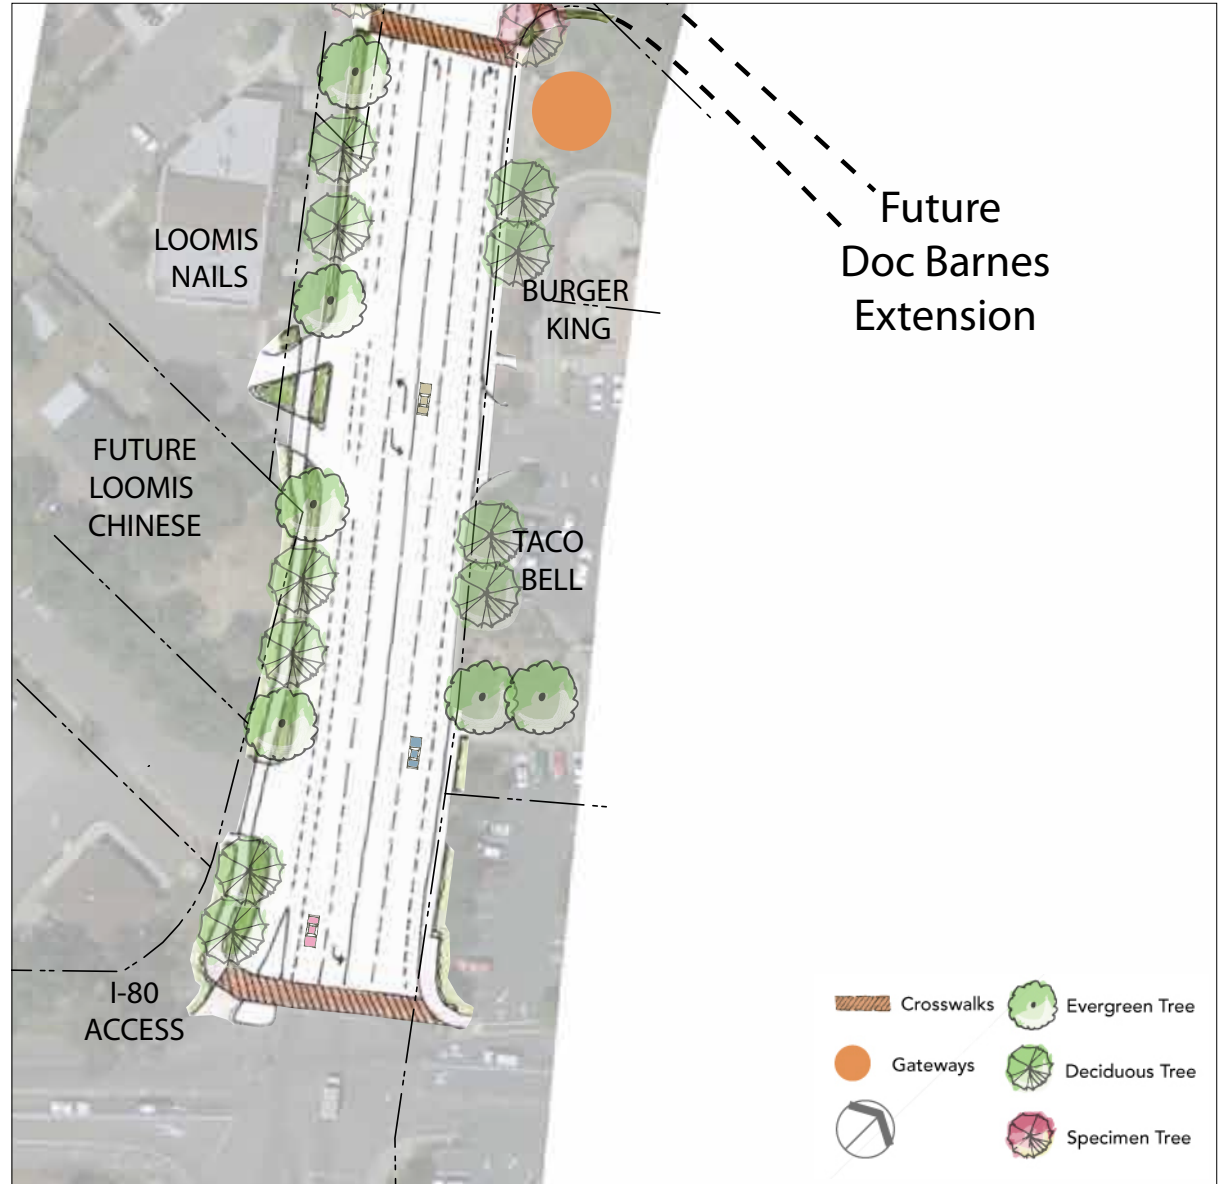 Future
Doc Barnes
Extension
LOOMIS
NAILS
BURGER
KING
FUTURE
LOOMIS
CHINESE
TACO
BELL
I-80
ACCESS
Crosswalks
Evergreen Tree
Gateways
Deciduous Tree
Specimen Tree